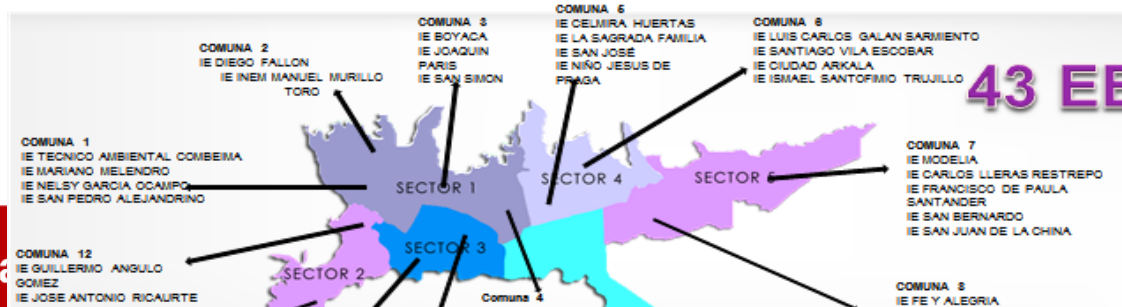 COMUNA 5
IE CELMIRA HUERTAS
IE LA SAGRADA FAMILIA
IE SAN JOSÉ
IE NIÑO JESUS DE
PRAGA
COMUNA 3
IE BOYACA
IE JOAQUIN
PARIS
IE SAN SIMON
COMUNA 6
IE LUIS CARLOS GALAN SARMIENTO
IE SANTIAGO VILA ESCOBAR
IE CIUDAD ARKALA
IE ISMAEL SANTOFIMIO TRUJILLO
COMUNA 2
IE DIEGO FALLON
IE INEM MANUEL MURILLO
TORO
43 EE
COMUNA 1
IE TECNICO AMBIENTAL COMBEIMA
IE MARIANO MELENDRO
IE NELSY GARCIA OCAMPO
IE SAN PEDRO ALEJANDRINO
COMUNA 7
IE MODELIA
IE CARLOS LLERAS RESTREPO
IE FRANCISCO DE PAULA
SANTANDER
IE SAN BERNARDO
IE SAN JUAN DE LA CHINA
SECTOR 1
SECTOR 4
SECTOR 5
SECTOR 3
SECTOR 2
COMUNA 12
IE GUILLERMO ANGULO
GOMEZ
IE JOSE ANTONIO RICAURTE
Comuna 4
COMUNA 8
IE FE Y ALEGRIA